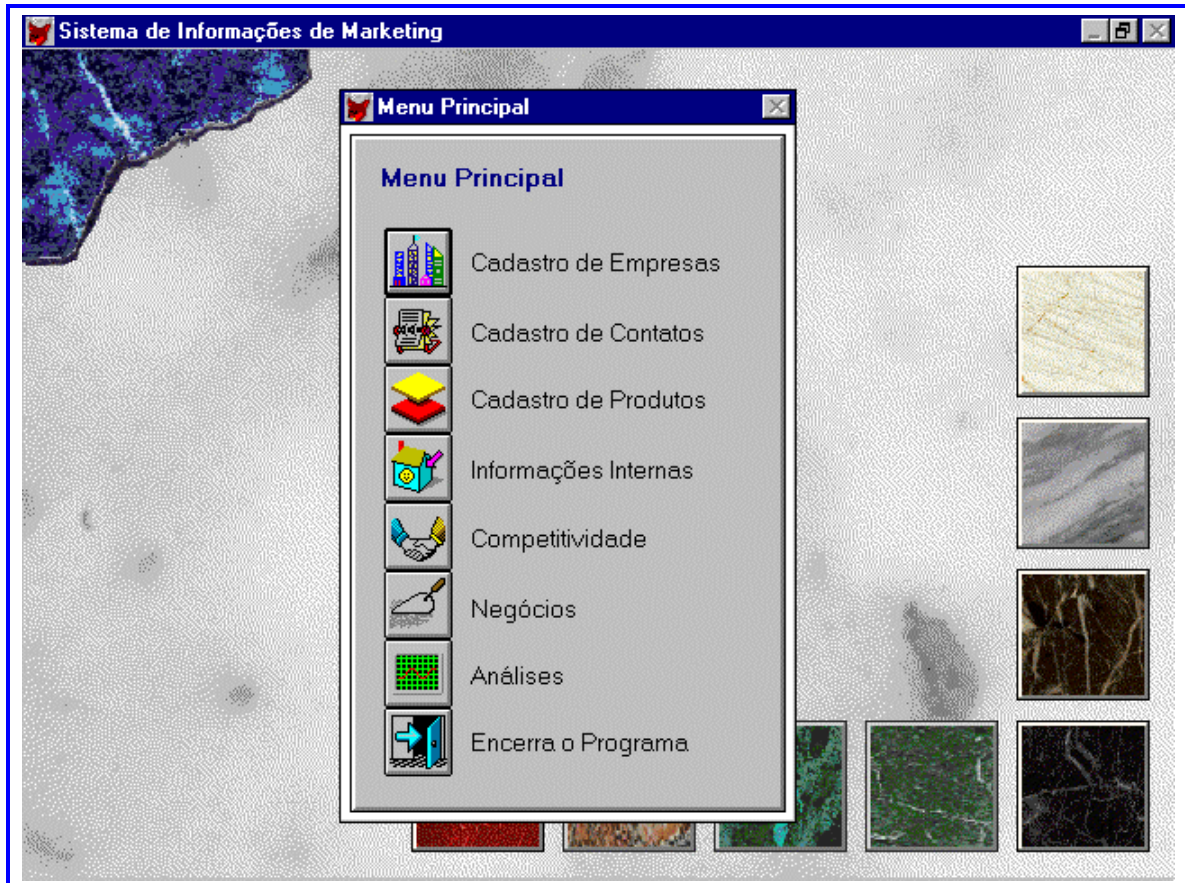 Sistema de Informações de Marketing
Menu Principal
Menu Principal
Cadastro de Empresas
Cadastro de Contatos
Cadastro de Produtos
Informações Internas
Competitividade
Negócios
Análises
Encerra o Programa